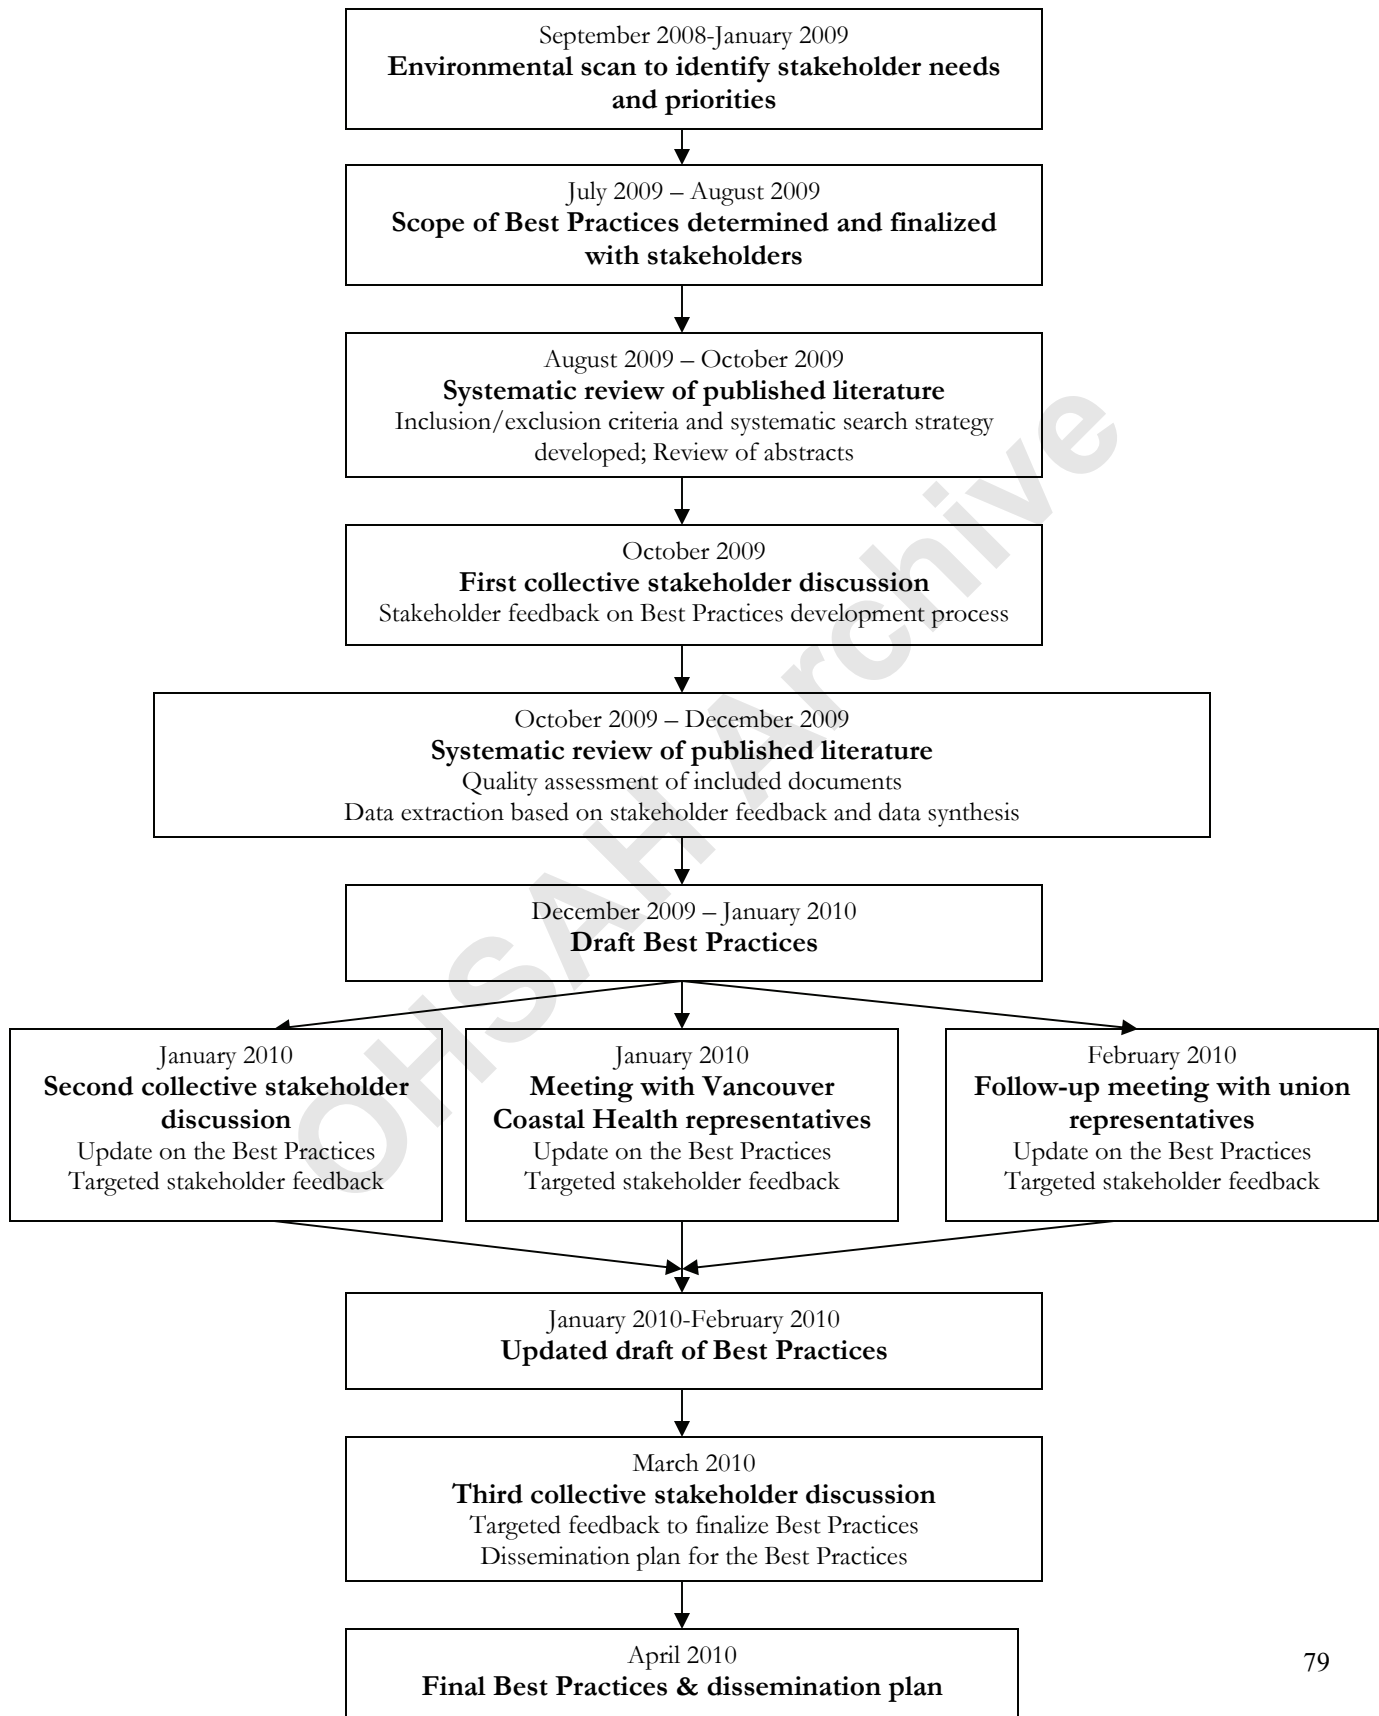 September 2008-January 2009
Environmental scan to identify stakeholder needs
and priorities
July 2009 – August 2009
Scope of Best Practices determined and finalized
with stakeholders
August 2009 – October 2009
Systematic review of published literature
Inclusion/exclusion criteria and systematic search strategy
developed; Review of abstracts
October 2009
First collective stakeholder discussion
Stakeholder feedback on Best Practices development process
October 2009 – December 2009
Systematic review of published literature
Quality assessment of included documents
Data extraction based on stakeholder feedback and data synthesis
December 2009 – January 2010
Draft Best Practices
January 2010
Second collective stakeholder
discussion
Update on the Best Practices
Targeted stakeholder feedback
January 2010
Meeting with Vancouver
Coastal Health representatives
Update on the Best Practices
Targeted stakeholder feedback
February 2010
Follow-up meeting with union
representatives
Update on the Best Practices
Targeted stakeholder feedback
January 2010-February 2010
Updated draft of Best Practices
March 2010
Third collective stakeholder discussion
Targeted feedback to finalize Best Practices
Dissemination plan for the Best Practices
April 2010
Final Best Practices & dissemination plan
79
OHSAH Archive